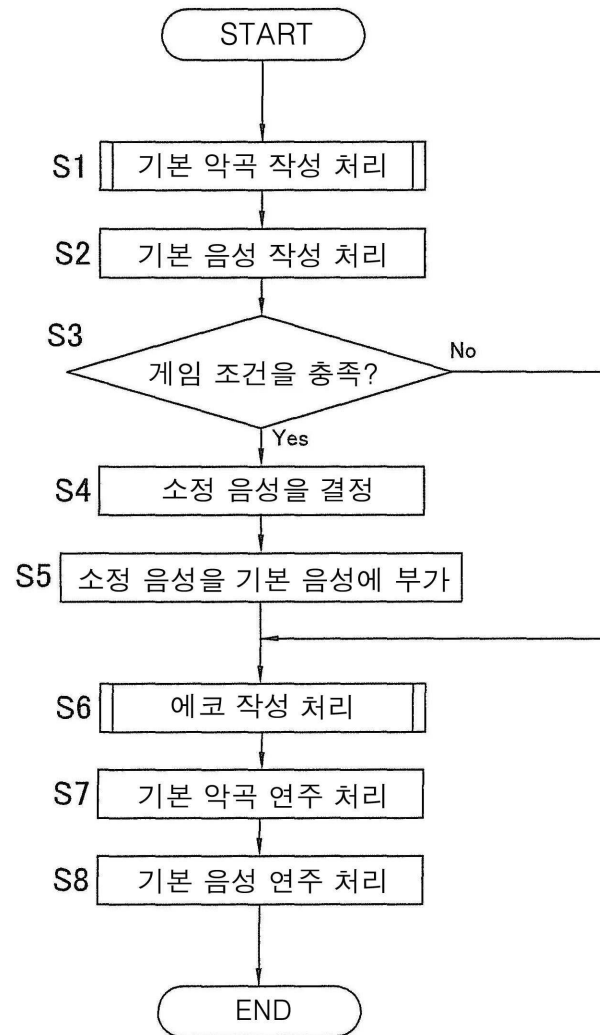 START
S1 기본 악곡 작성 처리
S2 기본 음성 작성 처리
S3
게임 조건을 충족?
No
Yes
S4 소정 음성을 결정
S5 소정 음성을 기본 음성에 부가
S6 에코 작성 처리
S7 기본 악곡 연주 처리
S8 기본 음성 연주 처리
END